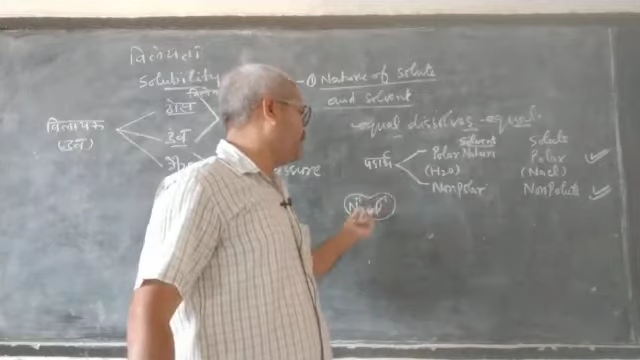 विलेयता
Solubility
① Nature of solute
and solvent
equal dissolves equal.
विलायक
(द्रव)
ठोस
द्रव
पदार्थ
Solvent
Solute
Polar Nature
Polar
(H2O)
(NaCl)
NonPolar
NonPolar